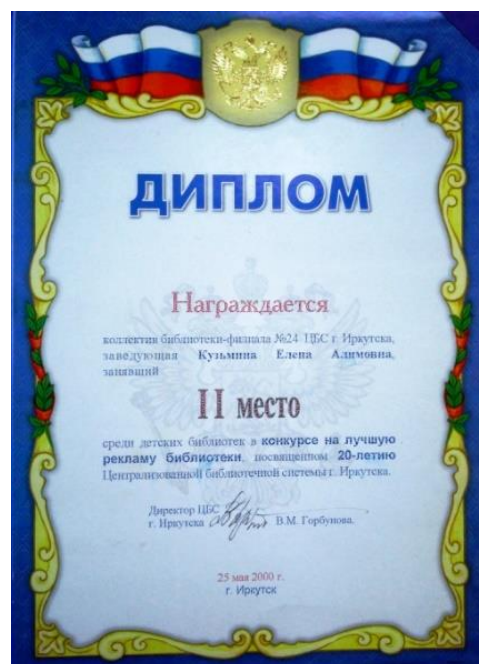 ДИПЛОМ
Награждается
коллектив библиотеки-филиала №24 ЦБС г. Иркутска,
заведующая Кузьмина Елена Адимовна,
занявший
II место
среди детских библиотек в конкурсе на лучшую
рекламу библиотеки, посвященном 20-летию
Централизованной библиотечной системы г. Иркутска.
Директор ЦБС
г. Иркутска В.М. Горбунова.
25 мая 2000 г.
г. Иркутск